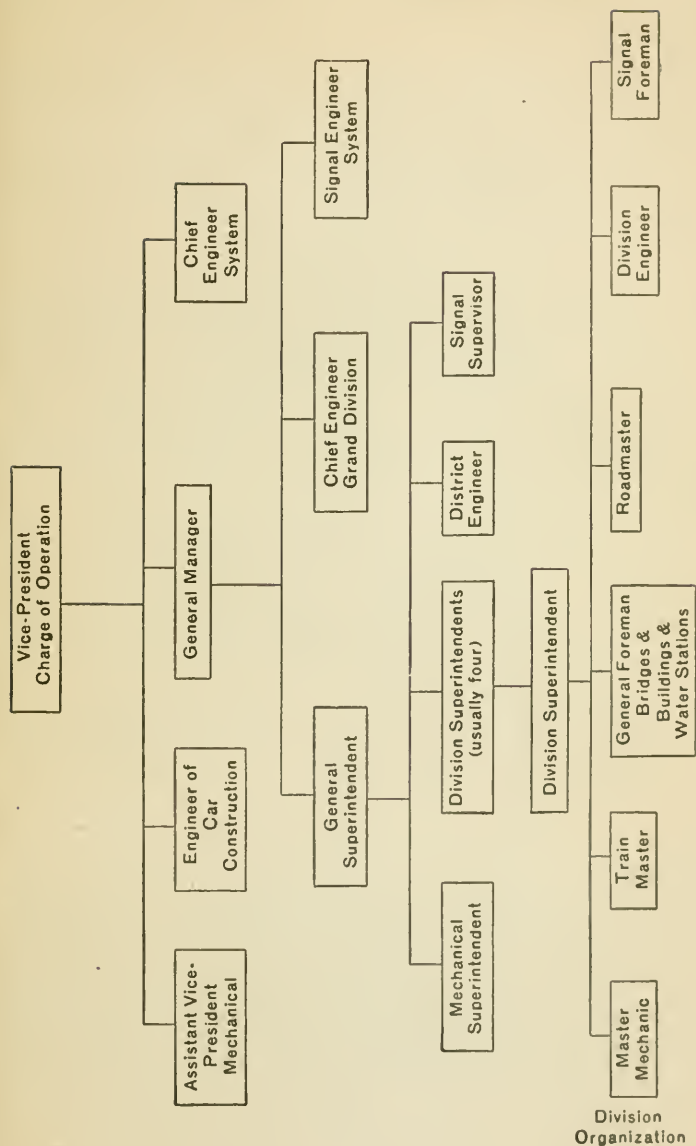 Vice-President
Charge of Operation
Assistant Vice-
President
Mechanical
Engineer of
Car
Construction
General Manager
Chief
Engineer
System
General
Superintendent
Chief Engineer
Grand Division
Signal Engineer
System
Mechanical
Superintendent
Division Superintendents
(usually four)
District
Engineer
Signal
Supervisor
Division Superintendent
Master
Mechanic
Train
Master
General Foreman
Bridges &
Buildings &
Water Stations
Roadmaster
Division
Engineer
Signal
Foreman
Division
Organization